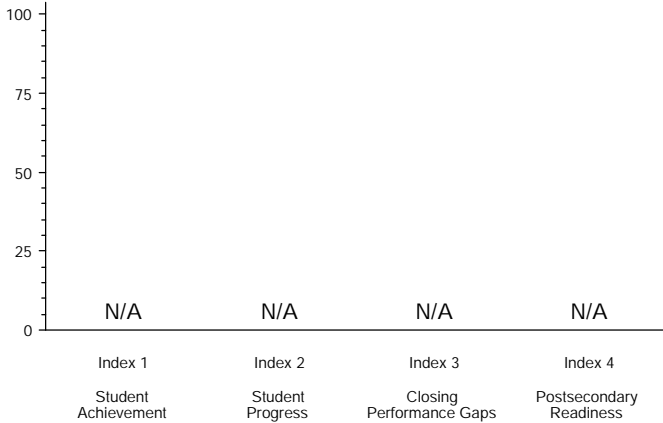 100
75
50
25
0
N/A N/A N/A N/A
Index 1 Index 2 Index 3 Index 4
Student Student Closing Postsecondary
Achievement Progress Performance Gaps Readiness